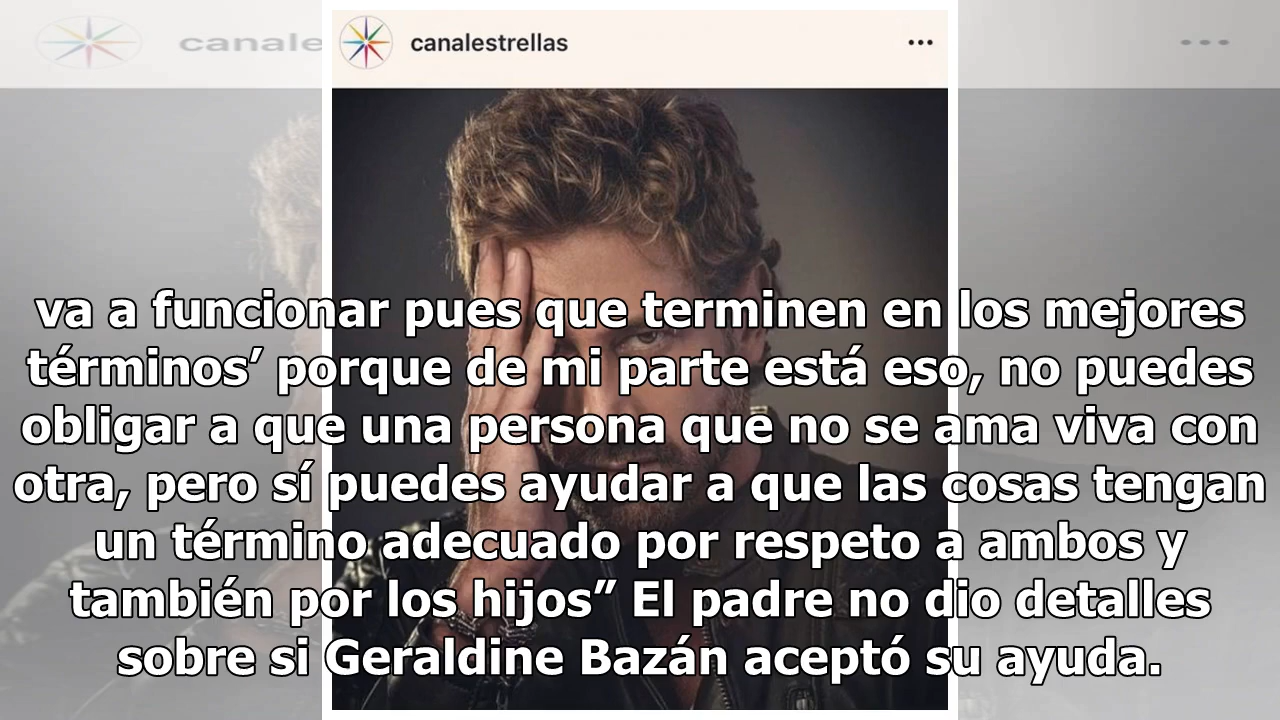 canale
canalestrellas
va a funcionar pues que terminen en los mejores
términos’ porque de mi parte está eso, no puedes
obligar a que una persona que no se ama viva con
otra, pero sí puedes ayudar a que las cosas tengan
un término adecuado por respeto a ambos y
también por los hijos” El padre no dio detalles
sobre si Geraldine Bazán aceptó su ayuda.